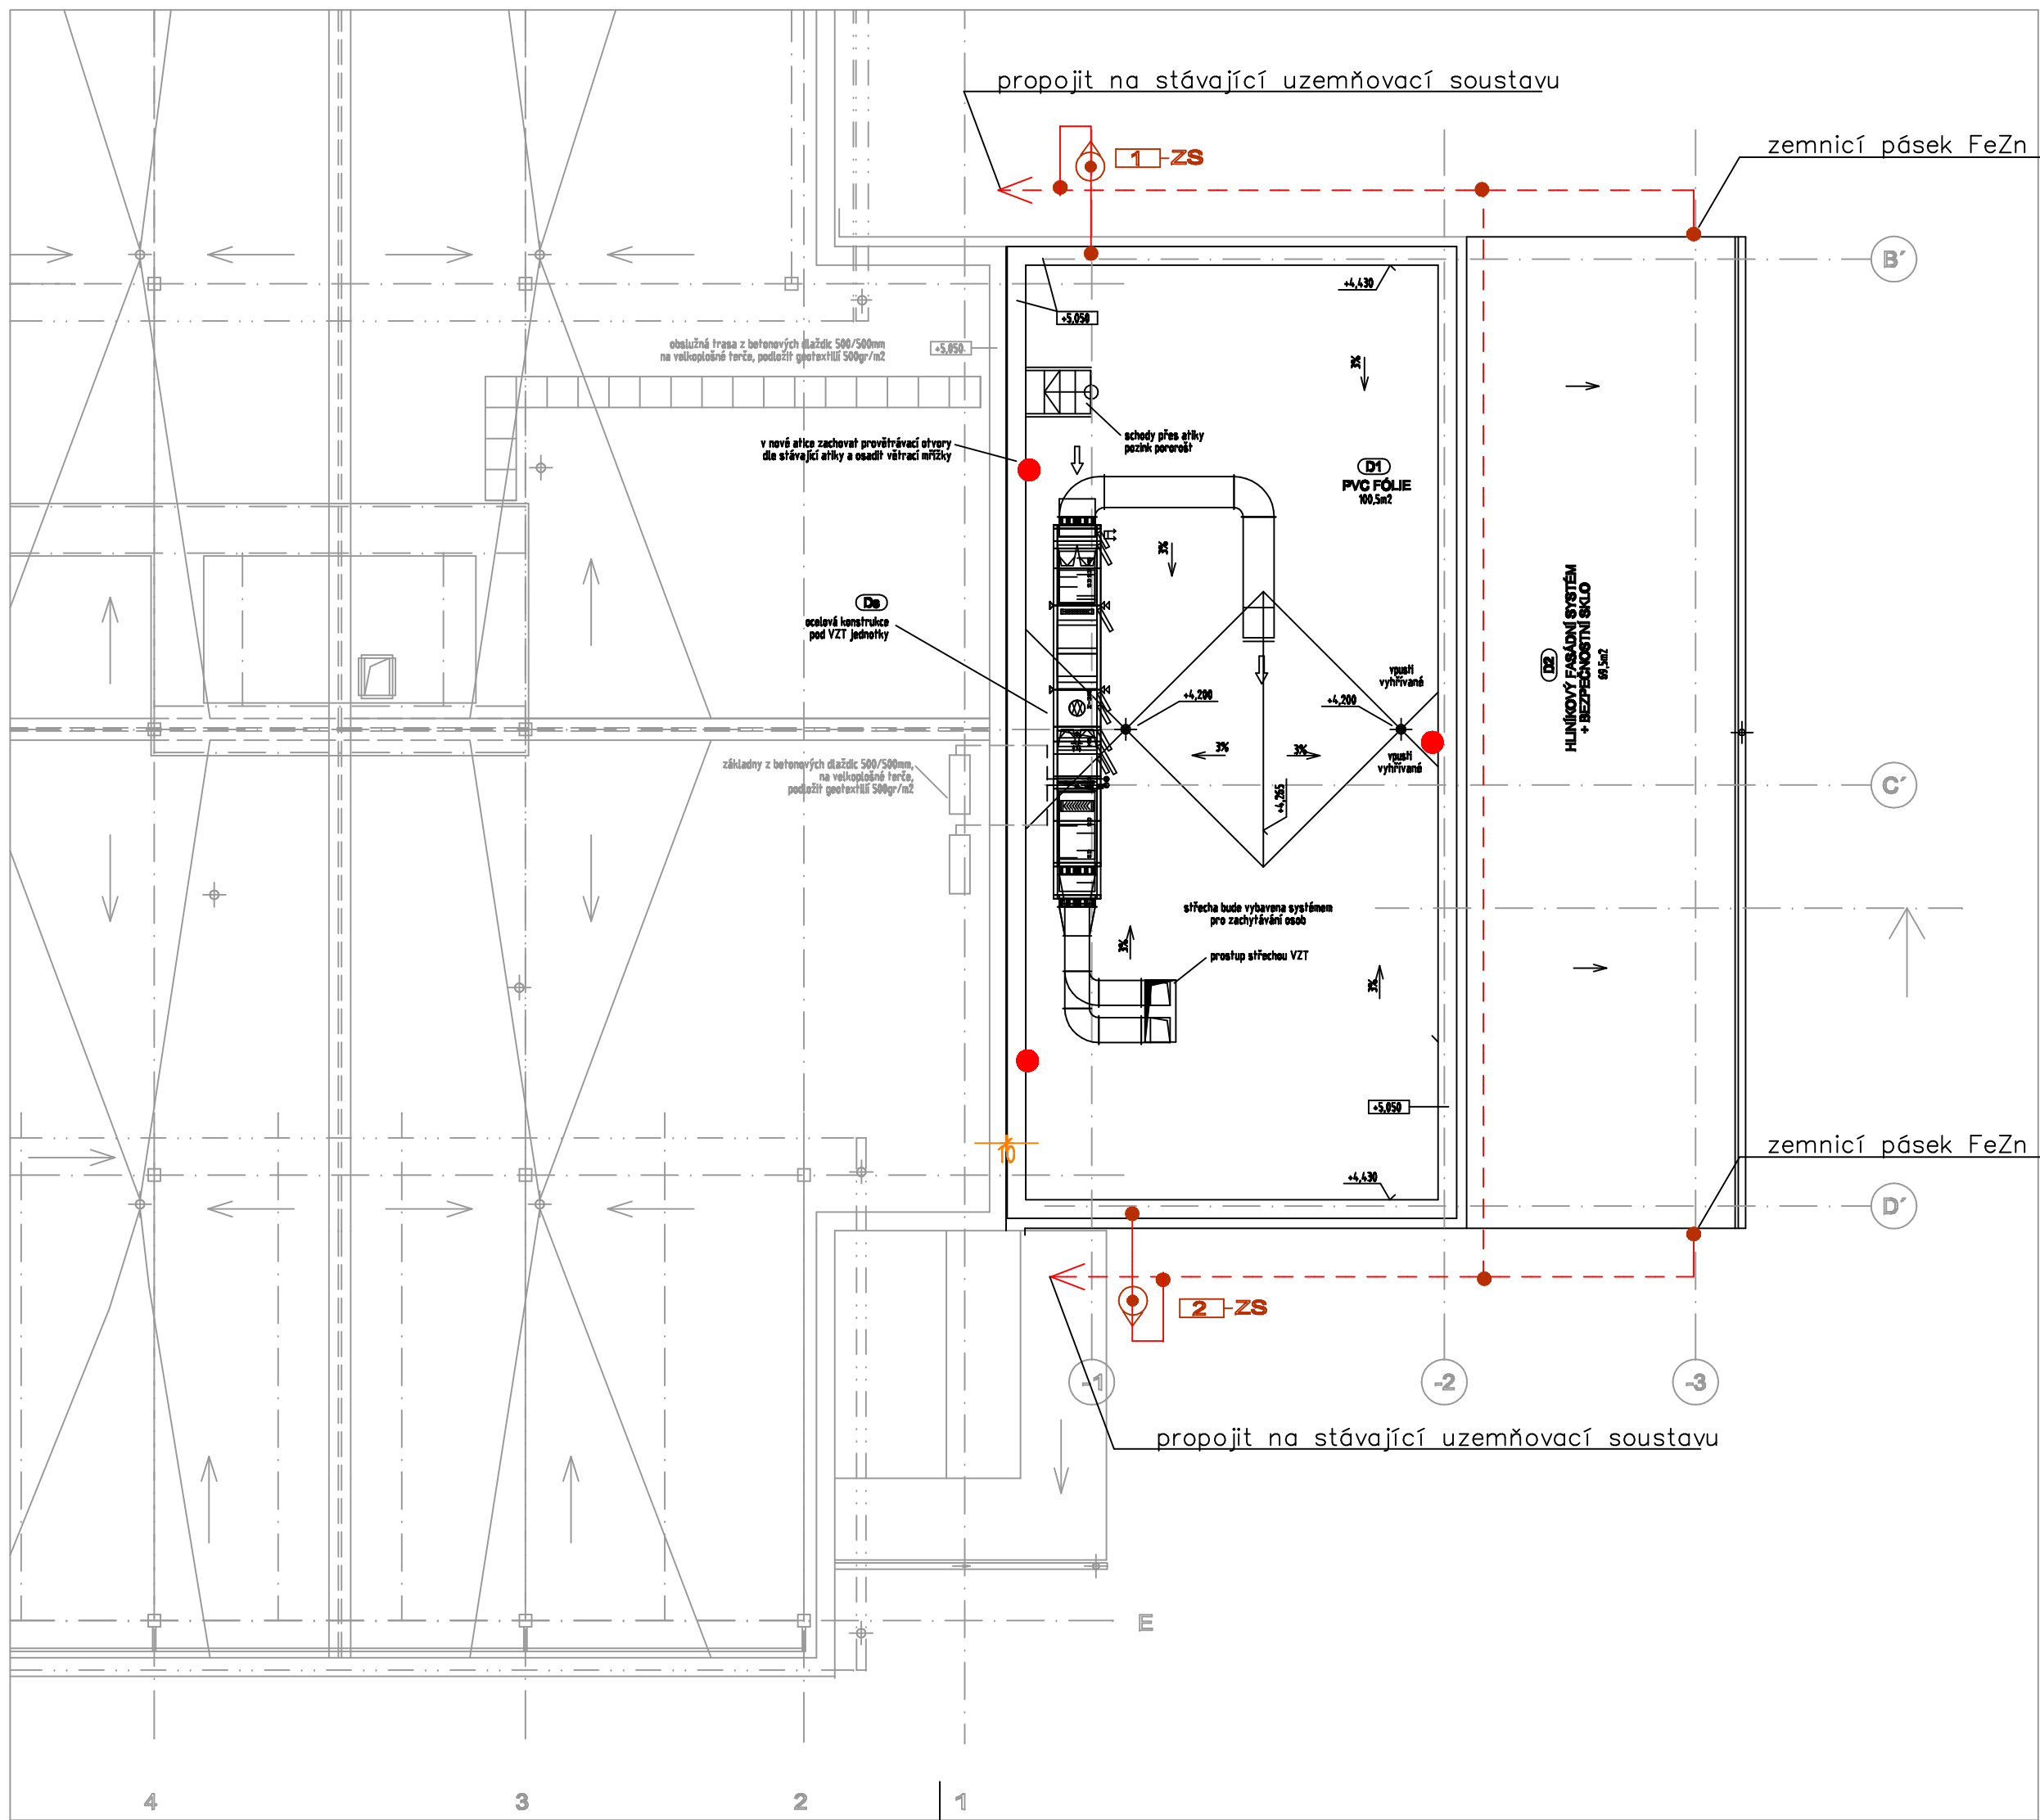 propojit na stávající uzemňovací soustavu
zemnicí pásek FeZn
1
-ZS
B´
+4,430
+5,050
obslužná trasa z betonových dlaždic 500/500mm
na velkoplošné terče, podložit geotextilií 500gr/m2
+5,050
3%
v nové atice zachovat provětrávací otvory
dle stávající atiky a osadit větrací mřížky
schody přes atiky
pozink pororošt
D1
PVC FÓLIE
100,5m2
3%
ocelová konstrukce
pod VZT jednotky
D2
HLINÍKOVÝ FASÁDNÍ SYSTÉM
+ BEZPEČNOSTNÍ SKLO
69,5m2
vpusti
vyhřívané
+4,200
+4,200
3%
3%
vpusti
vyhřívané
základny z betonových dlaždic 500/500mm,
na velkoplošné terče,
podložit geotextilií 500gr/m2
+4,265
C´
střecha bude vybavena systémem
pro zachytávání osob
3%
prostup střechou VZT
3%
+5,050
10
zemnicí pásek FeZn
+4,430
D´
2
-ZS
-1
-2
-3
propojit na stávající uzemňovací soustavu
E
4
3
2
1